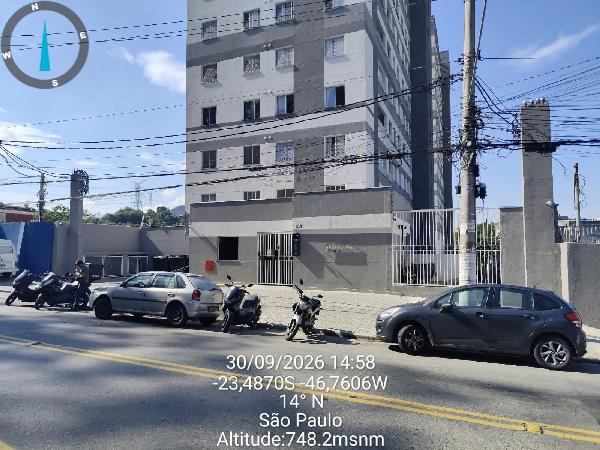 N
E
S
W
30/09/2026 14:58
-23,4870S -46,7606W
14° N
São Paulo
Altitude:748.2msnm